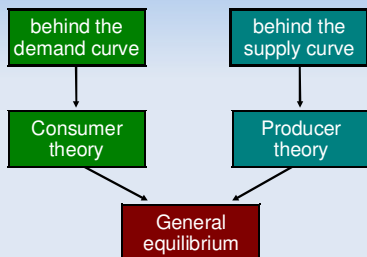 behind the
demand curve
behind the
supply curve
Consumer
theory
Producer
theory
General
equilibrium